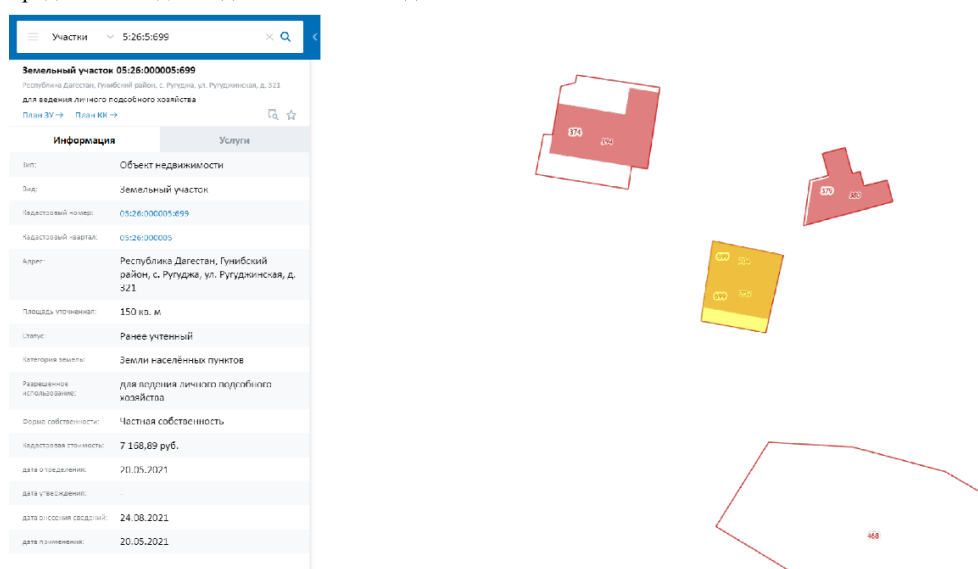 Участки 5:26:5:699
Земельный участок 05:26:000005:699
Республика Дагестан, Гунибский район, с. Ругуджа, ул. Ругуджинская, д. 321
для ведения личного подсобного хозяйства
План ЗУ → План КК →
Информация Услуги
Тип: Объект недвижимости
Вид: Земельный участок
Кадастровый номер: 05:26:000005:699
Кадастровый квартал: 05:26:000005
Адрес: Республика Дагестан, Гунибский
район, с. Ругуджа, ул. Ругуджинская, д.
321
Площадь уточненная: 150 кв. м
Статус: Ранее учтенный
Категория земель: Земли населённых пунктов
Разрешенное использование: для ведения личного подсобного
хозяйства
Форма собственности: Частная собственность
Кадастровая стоимость: 7 168,89 руб.
дата определения: 20.05.2021
дата утверждения: -
дата внесения сведений: 24.08.2021
дата применения: 20.05.2021
374
394
379
468